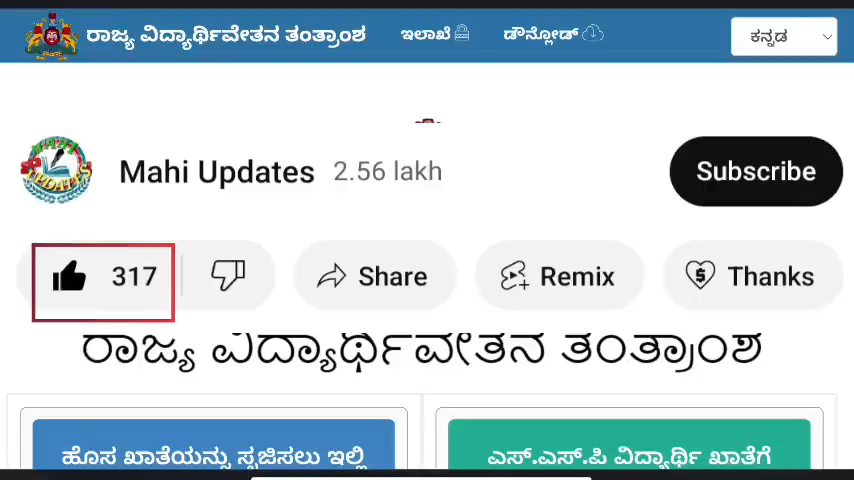 ರಾಜ್ಯ ವಿದ್ಯಾರ್ಥಿವೇತನ ತಂತ್ರಾಂಶ ಇಲಾಖೆ ಡೌನ್ಲೋಡ್ ಕನ್ನಡ
Mahi Updates 2.56 lakh Subscribe
317 Share Remix Thanks
ರಾಜ್ಯ ವಿದ್ಯಾರ್ಥಿವೇತನ ತಂತ್ರಾಂಶ
ಹೊಸ ಖಾತೆಯನ್ನು ಸೃಜಿಸಲು ಇಲ್ಲಿ ಎಸ್.ಎಸ್.ಪಿ ವಿದ್ಯಾರ್ಥಿ ಖಾತೆಗೆ